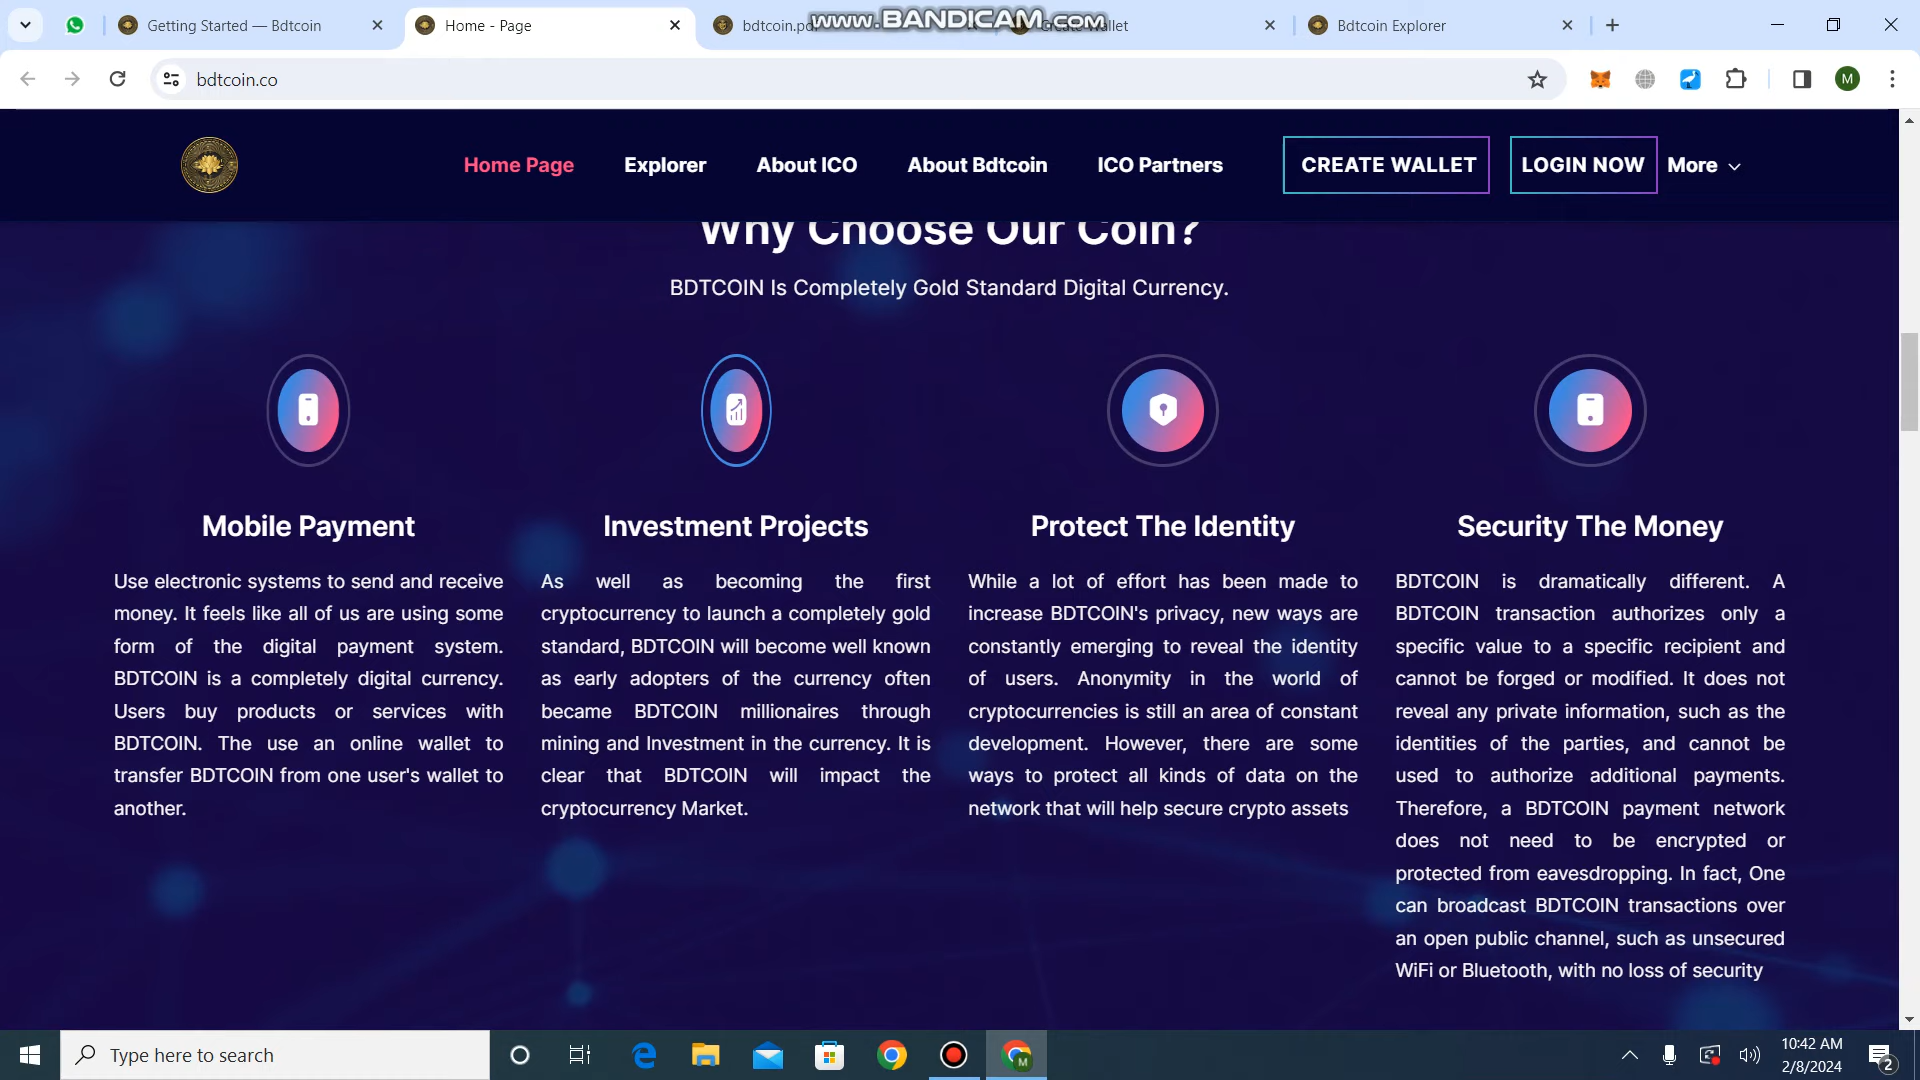 Getting Started — Bdtcoin
Home - Page
bdtcoin.pdf
www.BANDICAM.com
Create Wallet
Bdtcoin Explorer
bdtcoin.co
M
Home Page
Explorer
About ICO
About Bdtcoin
ICO Partners
CREATE WALLET
LOGIN NOW
More
Why Choose Our Coin?
BDTCOIN Is Completely Gold Standard Digital Currency.
Mobile Payment
Use electronic systems to send and receive
money. It feels like all of us are using some
form of the digital payment system.
BDTCOIN is a completely digital currency.
Users buy products or services with
BDTCOIN. The use an online wallet to
transfer BDTCOIN from one user's wallet to
another.
Investment Projects
As well as becoming the first
cryptocurrency to launch a completely gold
standard, BDTCOIN will become well known
as early adopters of the currency often
became BDTCOIN millionaires through
mining and Investment in the currency. It is
clear that BDTCOIN will impact the
cryptocurrency Market.
Protect The Identity
While a lot of effort has been made to
increase BDTCOIN's privacy, new ways are
constantly emerging to reveal the identity
of users. Anonymity in the world of
cryptocurrencies is still an area of constant
development. However, there are some
ways to protect all kinds of data on the
network that will help secure crypto assets
Security The Money
BDTCOIN is dramatically different. A
BDTCOIN transaction authorizes only a
specific value to a specific recipient and
cannot be forged or modified. It does not
reveal any private information, such as the
identities of the parties, and cannot be
used to authorize additional payments.
Therefore, a BDTCOIN payment network
does not need to be encrypted or
protected from eavesdropping. In fact, One
can broadcast BDTCOIN transactions over
an open public channel, such as unsecured
WiFi or Bluetooth, with no loss of security
Type here to search
M
10:42 AM
2/8/2024
2